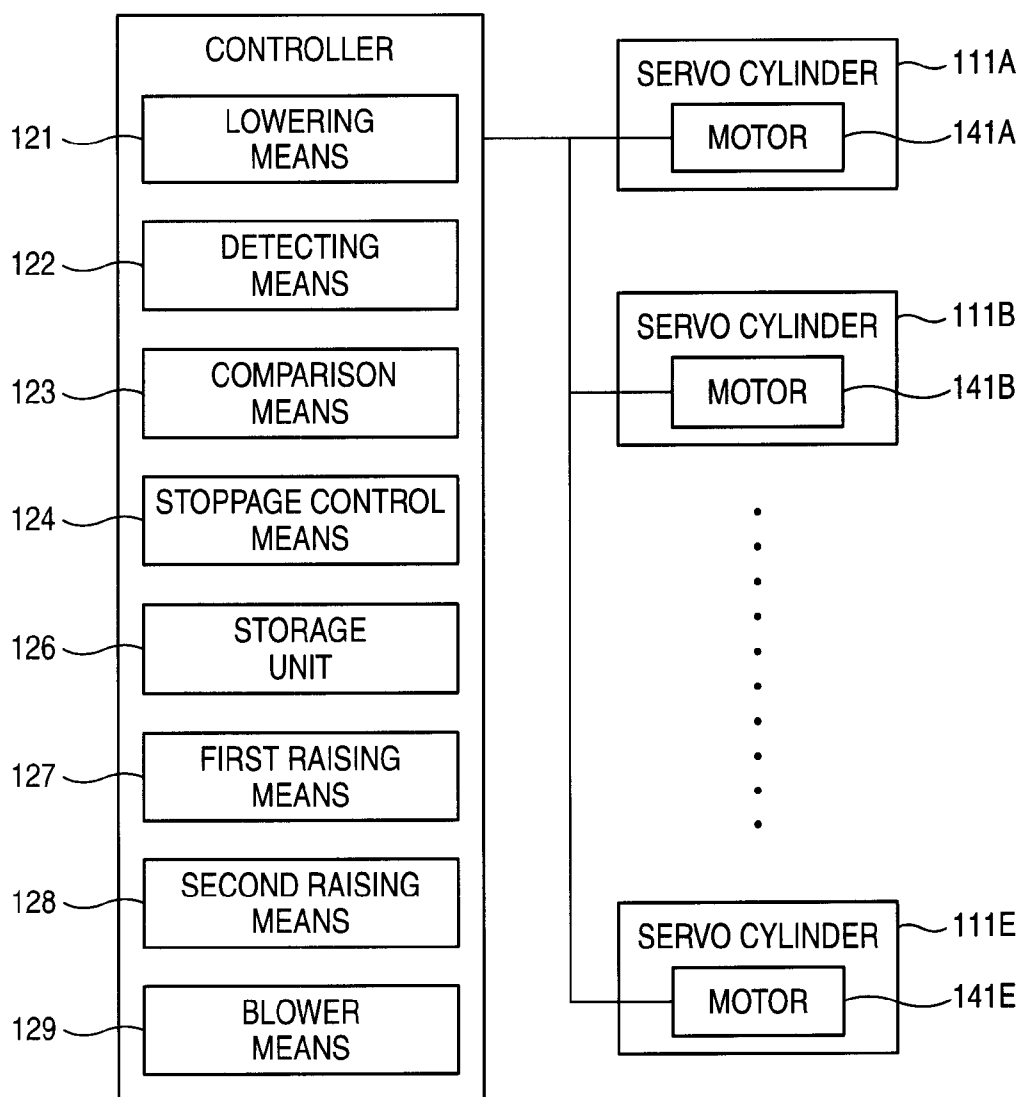 CONTROLLER
121
LOWERING
MEANS
122
DETECTING
MEANS
123
COMPARISON
MEANS
124
STOPPAGE CONTROL
MEANS
126
STORAGE
UNIT
127
FIRST RAISING
MEANS
128
SECOND RAISING
MEANS
129
BLOWER
MEANS
SERVO CYLINDER
111A
MOTOR
141A
SERVO CYLINDER
111B
MOTOR
141B
SERVO CYLINDER
111E
MOTOR
141E